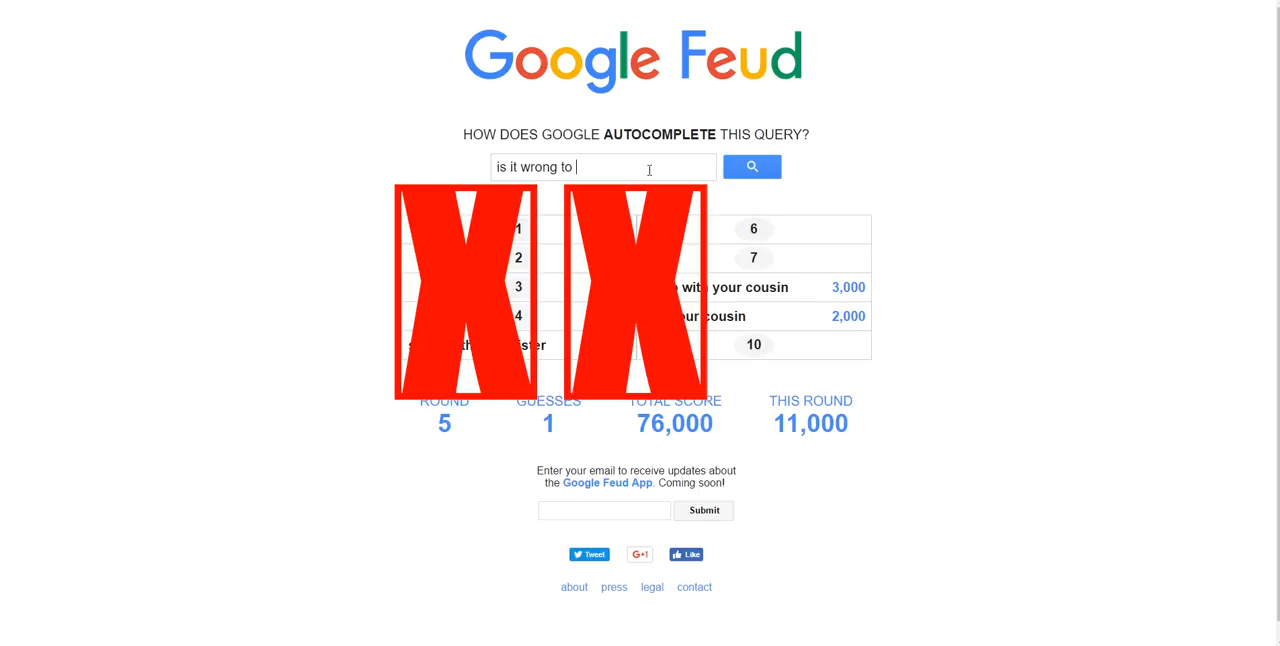 Google Feud
HOW DOES GOOGLE AUTOCOMPLETE THIS QUERY?
is it wrong to
X X
1 6
2 7
3 with your cousin 3,000
4 cousin 2,000
10
ROUND GUESSES TOTAL SCORE THIS ROUND
5 1 76,000 11,000
Enter your email to receive updates about
the Google Feud App. Coming soon!
Submit
Tweet G+1 Like
about press legal contact